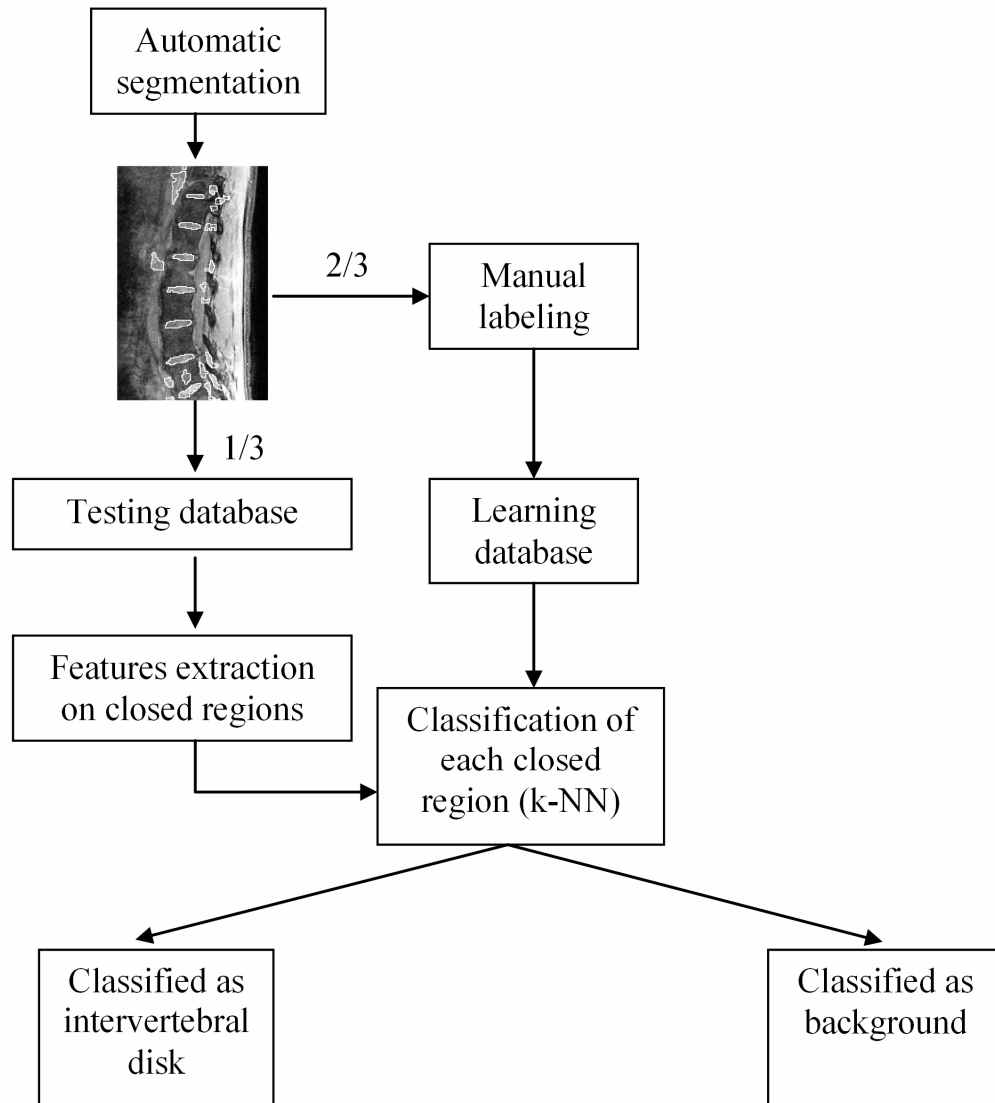 Automatic
segmentation
2/3
Manual
labeling
1/3
Testing database
Learning
database
Features extraction
on closed regions
Classification of
each closed
region (k-NN)
Classified as
intervertebral
disk
Classified as
background